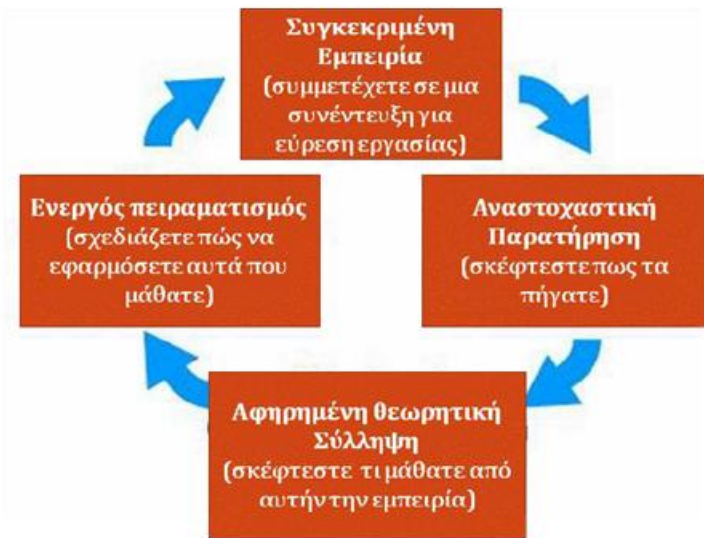 Συγκεκριμένη
Εμπειρία
(συμμετέχετε σε μια
συνέντευξη για
εύρεση εργασίας)
Αναστοχαστική
Παρατήρηση
(σκέφτεστε πως τα
πήγατε)
Αφηρημένη θεωρητική
Σύλληψη
(σκέφτεστε τι μάθατε από
αυτήν την εμπειρία)
Ενεργός πειραματισμός
(σχεδιάζετε πώς να
εφαρμόσετε αυτά που
μάθατε)